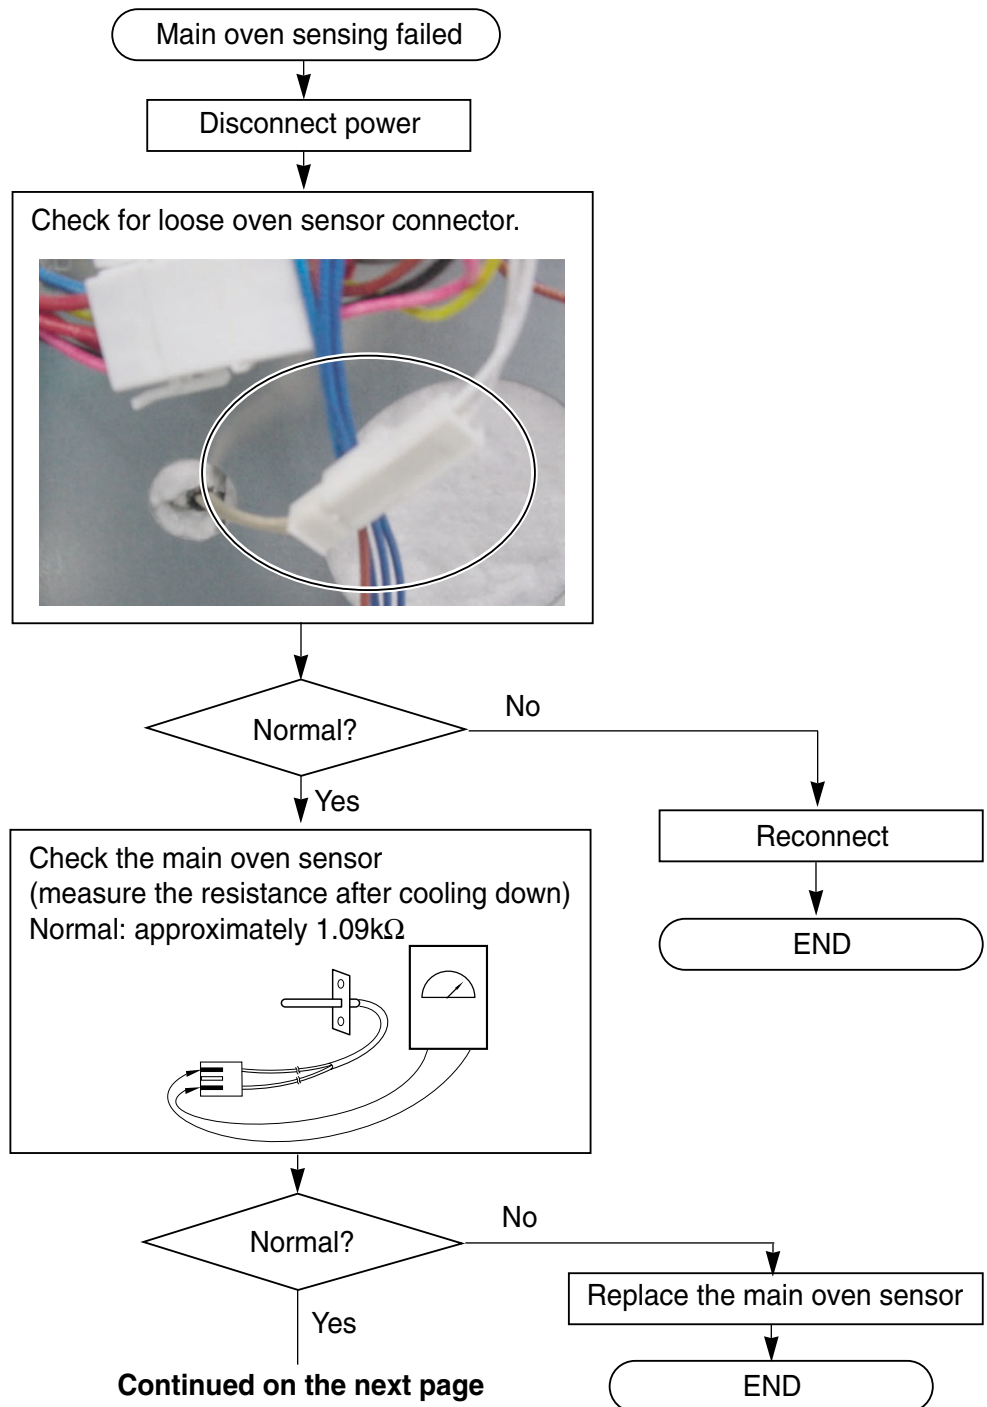 Main oven sensing failed
Disconnect power
Check for loose oven sensor connector.
Normal?
No
Yes
Reconnect
END
Check the main oven sensor
(measure the resistance after cooling down)
Normal: approximately 1.09kΩ
Normal?
No
Yes
Replace the main oven sensor
END
Continued on the next page